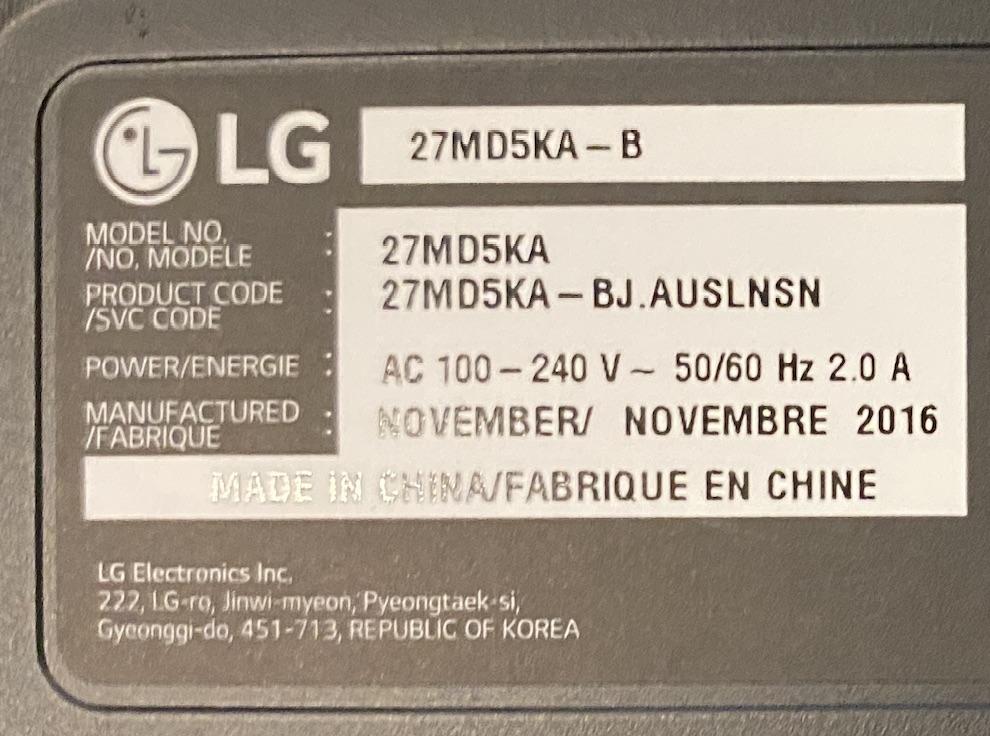 LG 27MD5KA-B
MODEL NO. : 27MD5KA
/NO. MODELE :
PRODUCT CODE : 27MD5KA-BJ.AUSLNSN
/SVC CODE :
POWER/ENERGIE : AC 100-240 V ~ 50/60 Hz 2.0 A
MANUFACTURED : NOVEMBER/ NOVEMBRE 2016
/FABRIQUE :
MADE IN CHINA/FABRIQUE EN CHINE
LG Electronics Inc.
222, LG-ro, Jinwi-myeon, Pyeongtaek-si,
Gyeonggi-do, 451-713, REPUBLIC OF KOREA